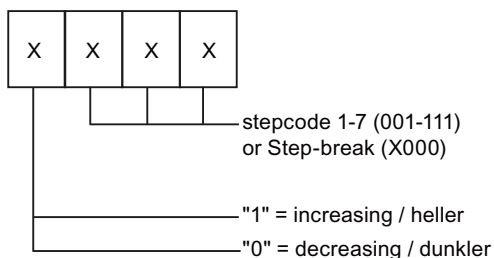 X X X X
stepcode 1-7 (001-111)
or Step-break (X000)
"1" = increasing / heller
"0" = decreasing / dunkler